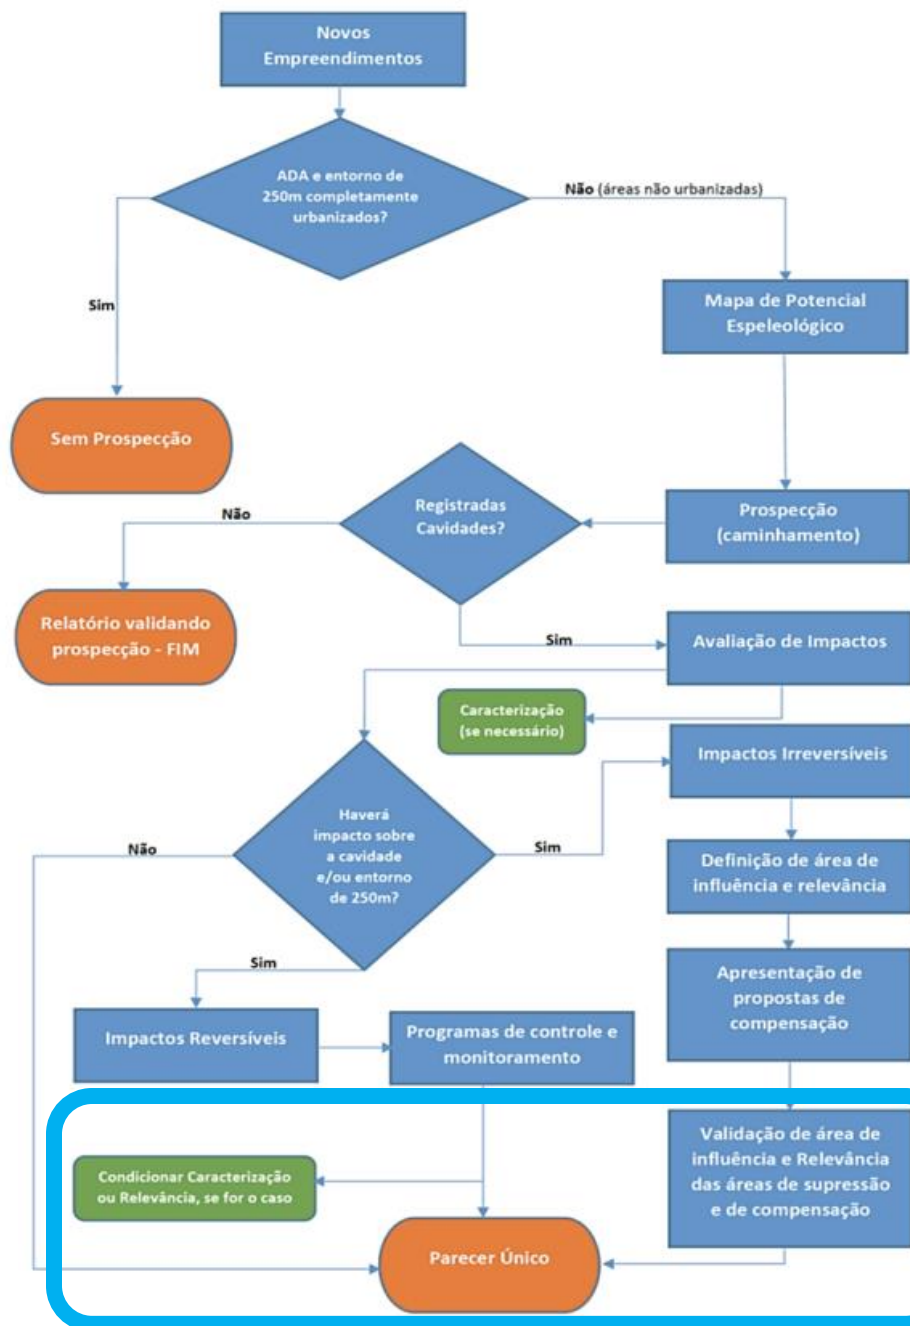 Novos
Empreendimentos
ADA e entorno de
250m completamente
urbanizados?
Não (áreas não urbanizadas)
Sim
Mapa de Potencial
Espeleológico
Sem Prospecção
Registradas
Cavidades?
Não
Prospecção
(caminhamento)
Relatório validando
prospecção - FIM
Sim
Avaliação de Impactos
Caracterização
(se necessário)
Impactos Irreversíveis
Haverá
impacto sobre
a cavidade
e/ou entorno
de 250m?
Não
Sim
Definição de área de
influência e relevância
Sim
Apresentação de
propostas de
compensação
Impactos Reversíveis
Programas de controle e
monitoramento
Validação de área de
influência e Relevância
das áreas de supressão
e de compensação
Condicionar Caracterização
ou Relevância, se for o caso
Parecer Único